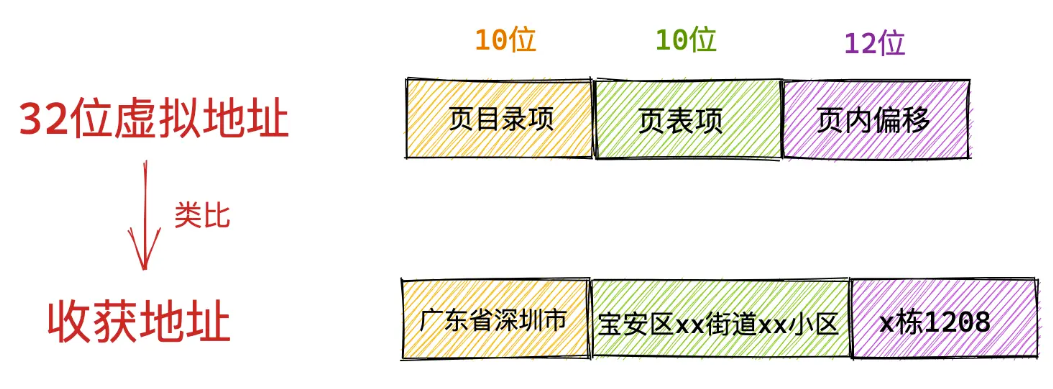 10位
10位
12位
32位虚拟地址
页目录项
页表项
页内偏移
类比
收获地址
广东省深圳市
宝安区xx街道xx小区
x栋1208